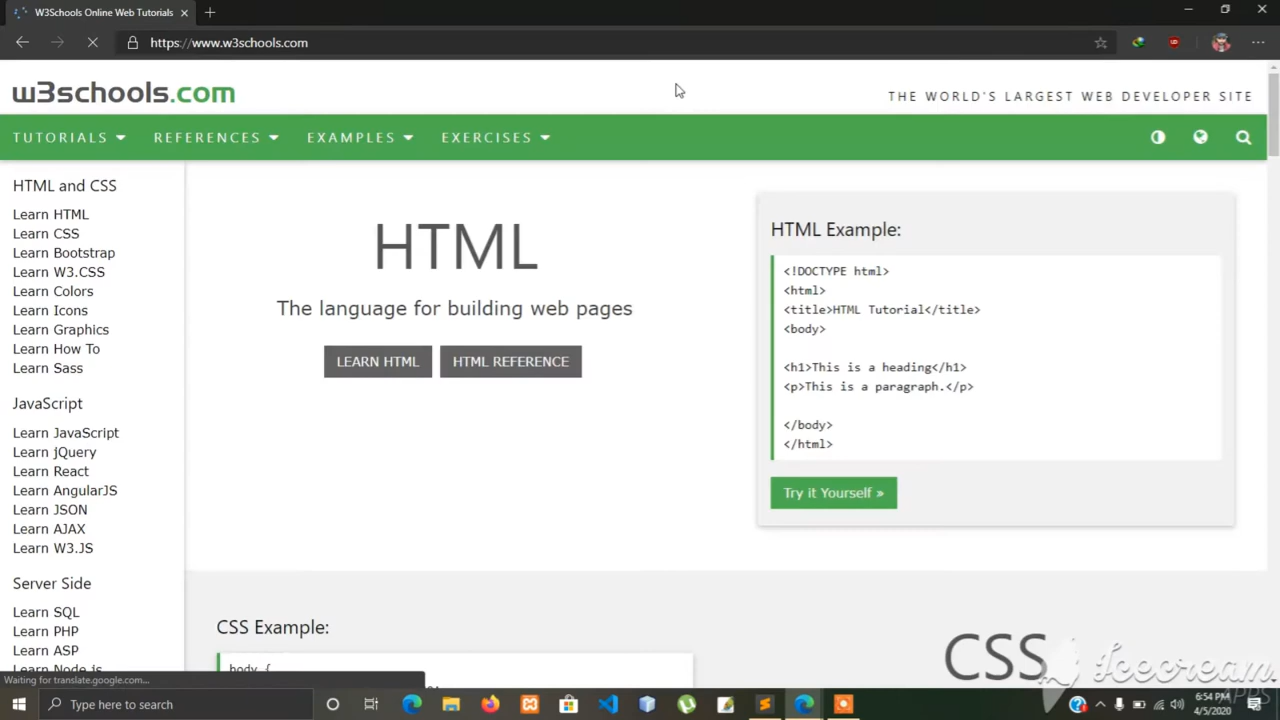 W3Schools Online Web Tutorials
https://www.w3schools.com
w3schools.com
THE WORLD'S LARGEST WEB DEVELOPER SITE
TUTORIALS REFERENCES EXAMPLES EXERCISES
HTML and CSS
Learn HTML
Learn CSS
Learn Bootstrap
Learn W3.CSS
Learn Colors
Learn Icons
Learn Graphics
Learn How To
Learn Sass
JavaScript
Learn JavaScript
Learn jQuery
Learn React
Learn AngularJS
Learn JSON
Learn AJAX
Learn W3.JS
Server Side
Learn SQL
Learn PHP
Learn ASP
Learn Node.js
HTML
The language for building web pages
LEARN HTML HTML REFERENCE
HTML Example:
<!DOCTYPE html>
<html>
<title>HTML Tutorial</title>
<body>
<h1>This is a heading</h1>
<p>This is a paragraph.</p>
</body>
</html>
Try it Yourself »
CSS Example:
body {
CSS
Waiting for translate.google.com...
Icecream
APPS
Type here to search
6:54 PM
4/5/2020